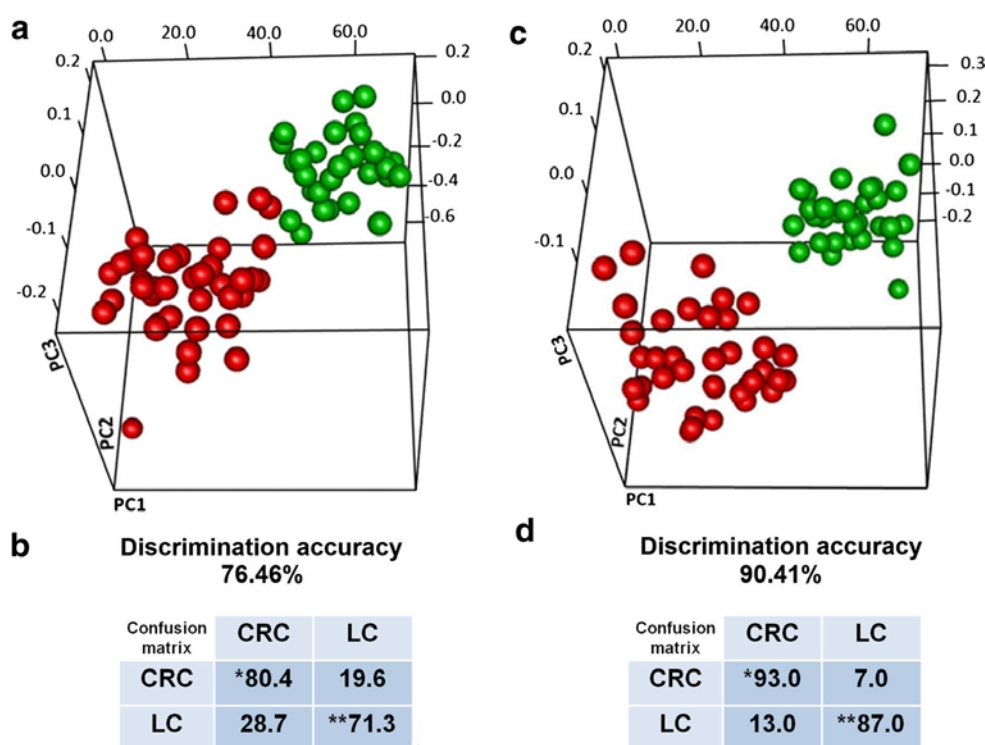 a
0.0 20.0 40.0 60.0
0.2
0.1
0.0
-0.1
-0.2
0.2
0.0
-0.2
-0.4
-0.6
PC3
PC2
PC1
c
0.0 20.0 40.0 60.0
0.2
0.1
0.0
-0.1
0.3
0.2
0.1
0.0
-0.1
-0.2
PC3
PC2
PC1
b
Discrimination accuracy
76.46%
Confusion
matrix
CRC LC
CRC *80.4 19.6
LC 28.7 **71.3
d
Discrimination accuracy
90.41%
Confusion
matrix
CRC LC
CRC *93.0 7.0
LC 13.0 **87.0